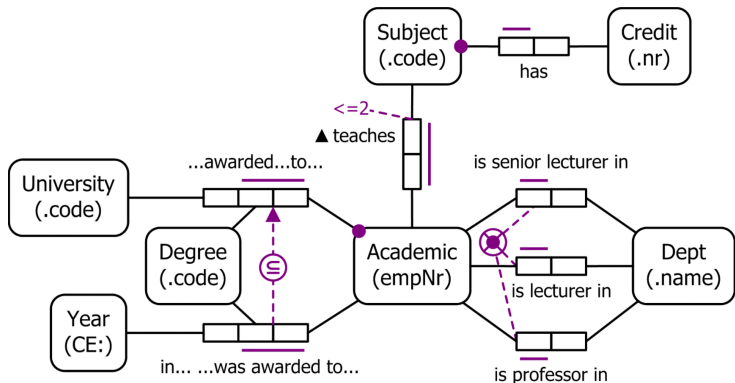 Subject
(.code)
Credit
(.nr)
has
<=2
▲ teaches
...awarded...to...
is senior lecturer in
University
(.code)
Degree
(.code)
⊆
Academic
(empNr)
Dept
(.name)
is lecturer in
Year
(CE:)
in... ...was awarded to...
is professor in